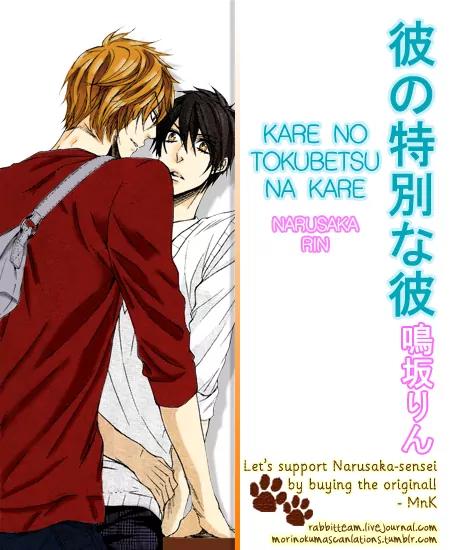 彼の特別な彼
鳴坂りん
KARE NO
TOKUBETSU
NA KARE
NARUSAKA
RIN
Let's support Narusaka-sensei
by buying the original!
- MnK
rabbitteam.livejournal.com
morinokumascanlations.tumblr.com